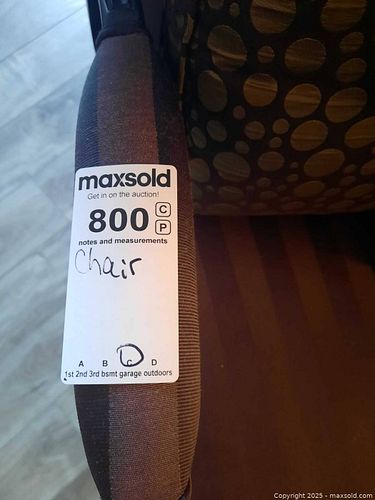 maxsold
Get in on the auction!
800 C
P
notes and measurements
Chair
A B C D
1st 2nd 3rd bsmt garage outdoors
Copyright 2025 - maxsold.com